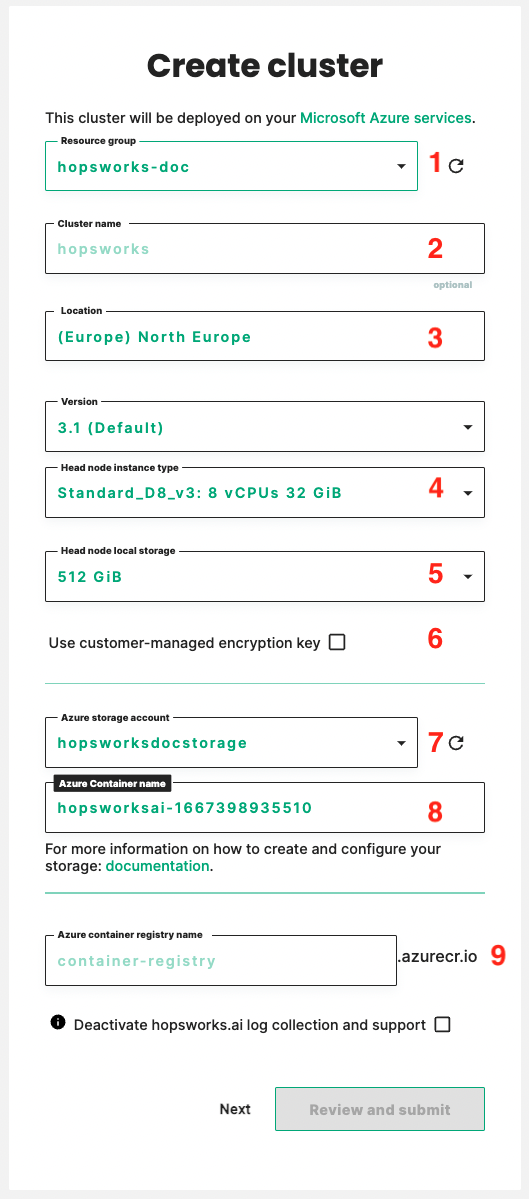 Create cluster
This cluster will be deployed on your Microsoft Azure services.
Resource group
hopsworks-doc
1
Cluster name
hopsworks
2
optional
Location
(Europe) North Europe
3
Version
3.1 (Default)
Head node instance type
Standard_D8_v3: 8 vCPUs 32 GiB
4
Head node local storage
512 GiB
5
Use customer-managed encryption key
6
Azure storage account
hopsworksdocstorage
7
Azure Container name
hopsworksai-1667398935510
8
For more information on how to create and configure your
storage: documentation.
Azure container registry name
container-registry
.azurecr.io
9
Deactivate hopsworks.ai log collection and support
Next
Review and submit